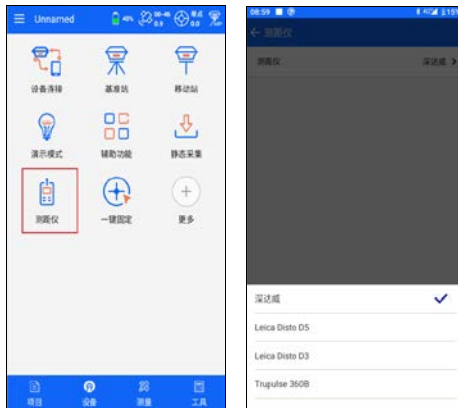 Unnamed
设备连接 基准站 移动站
演示模式 辅助功能 静态采集
测距仪 一键固定 更多
项目 设备 测量 工具
08:59
测距仪
测距仪 深达威
深达威
Leica Disto D5
Leica Disto D3
Trupulse 360B